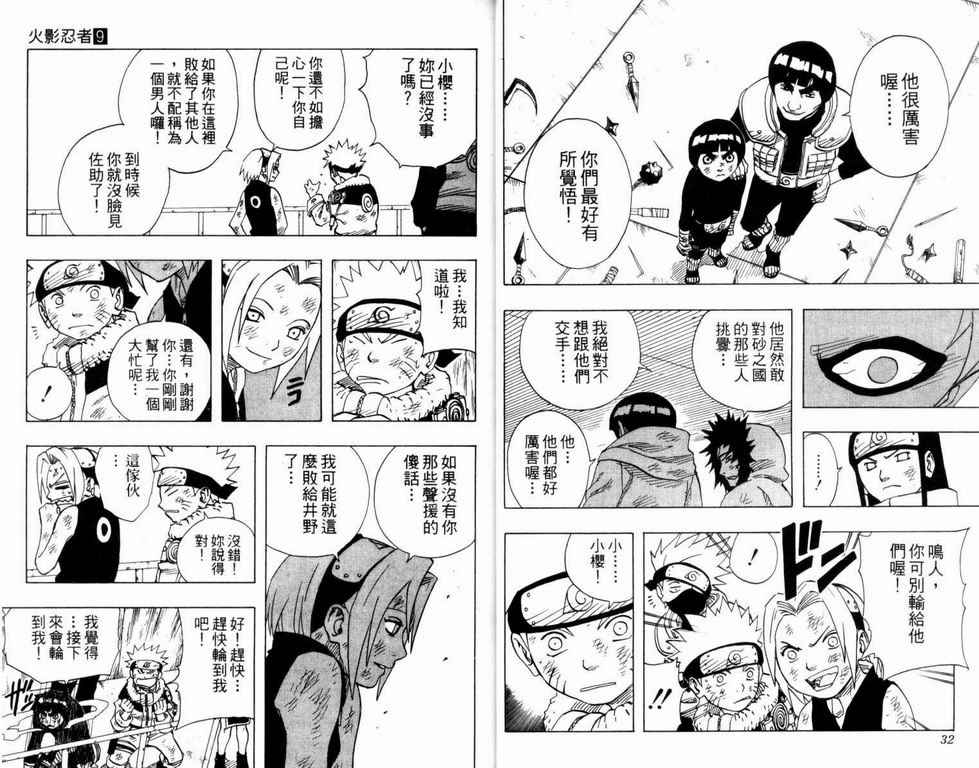 他很厲害
喔……
你們最好有
所覺悟！
他居然敢
對砂之國
的那些人
挑釁…
我絕對不
想跟他們
交手…
他…
他們都好
厲害喔…
………
鳴人，
你可別輸給他
們喔！
！
！！
小……
小櫻！
32
火影忍者9
小櫻……
妳已經沒事
了嗎？
你還不如擔
心一下你自
己呢！
如果你在這裡
敗給了其他人
，就不配稱為
一個男人囉！
到時候
你就沒臉見
佐助了！
我…我知
道啦！
還有，謝謝
你…你剛剛
幫了我一個
大忙呢…
！
如果沒有你
那些聲援的
傻話…
我可能就這
麼敗給井野
了…
…這傢伙
沒錯！
妳說得
對！
好！趕快…
趕快輪到我
吧！
我覺得
…接下
來會輪
到我！